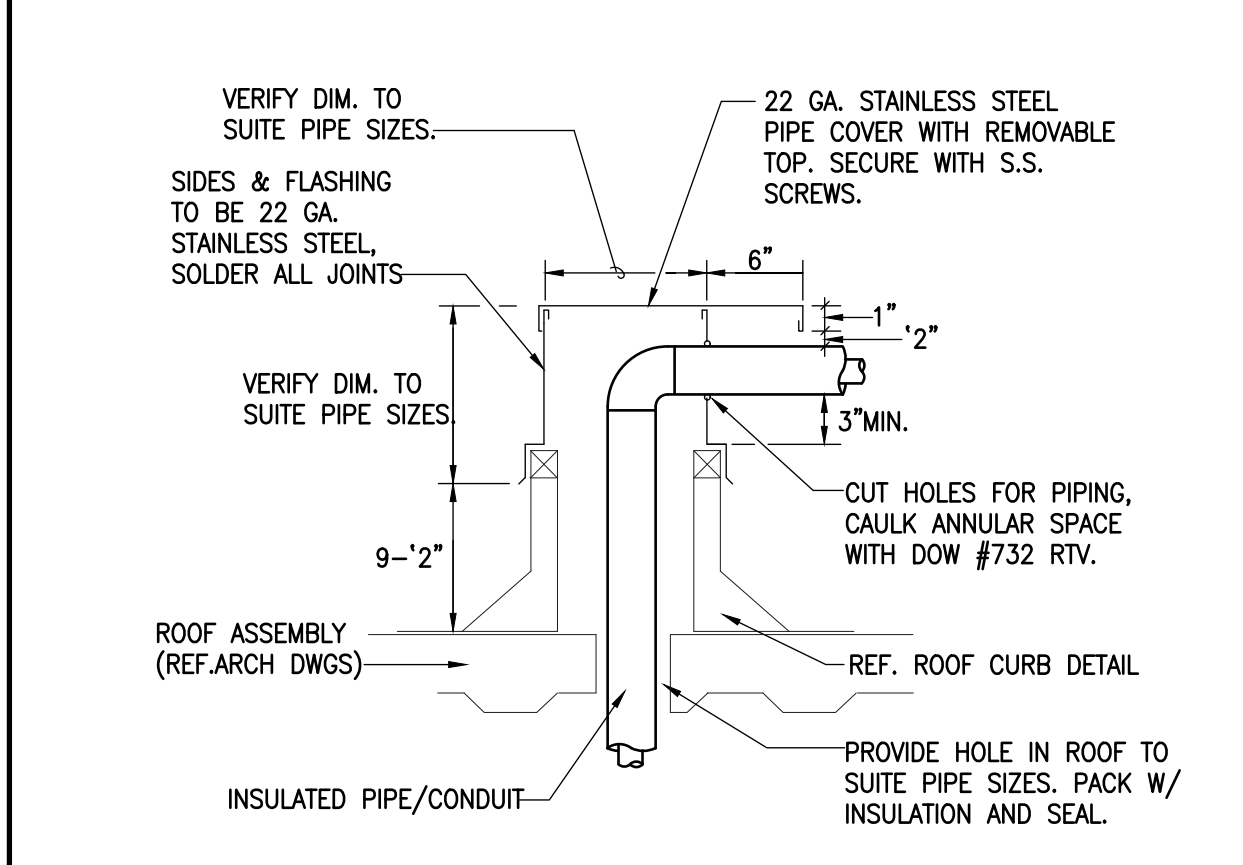 VERIFY DIM. TO
SUITE PIPE SIZES.
22 GA. STAINLESS STEEL
PIPE COVER WITH REMOVABLE
TOP. SECURE WITH S.S.
SCREWS.
SIDES & FLASHING
TO BE 22 GA.
STAINLESS STEEL,
SOLDER ALL JOINTS
6"
1"
'2"
VERIFY DIM. TO
SUITE PIPE SIZES.
3"MIN.
CUT HOLES FOR PIPING,
CAULK ANNULAR SPACE
WITH DOW #732 RTV.
9-'2"
ROOF ASSEMBLY
(REF.ARCH DWGS)
REF. ROOF CURB DETAIL
PROVIDE HOLE IN ROOF TO
SUITE PIPE SIZES. PACK W/
INSULATION AND SEAL.
INSULATED PIPE/CONDUIT